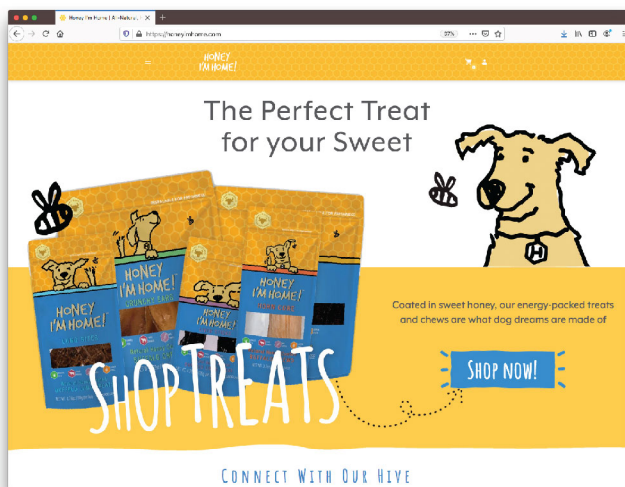 Honey I'm Home | All-Natural,
https://honeyimhome.com
HONEY
I'M HOME!
The Perfect Treat
for your Sweet
HONEY
I'M HOME!
HONEY
I'M HOME!
HONEY
I'M HOME!
HONEY
I'M HOME!
SHOP TREATS
Coated in sweet honey, our energy-packed treats
and chews are what dog dreams are made of
SHOP NOW!
CONNECT WITH OUR HIVE